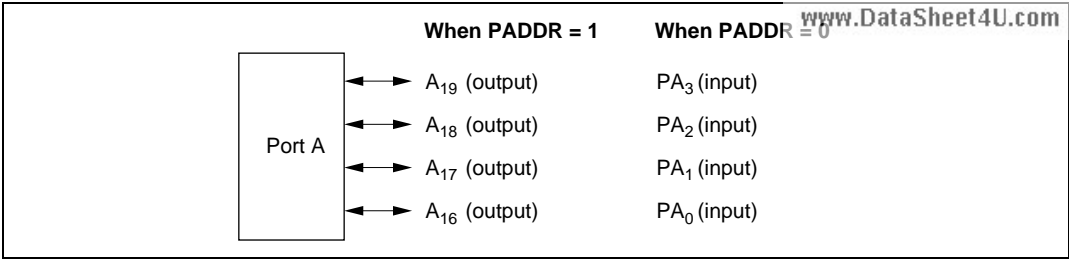 www.DataSheet4U.com
When PADDR = 1 When PADDR = 0
A19 (output) PA3 (input)
A18 (output) PA2 (input)
Port A
A17 (output) PA1 (input)
A16 (output) PA0 (input)